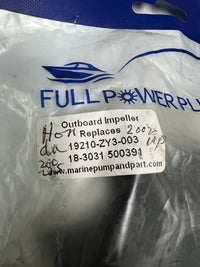 FULL POWER PLU
Outboard Impeller
Hon Replaces 2002
da 19210-ZY3-003 up
200 18-3031 500391
www.marinepumpandpart.com